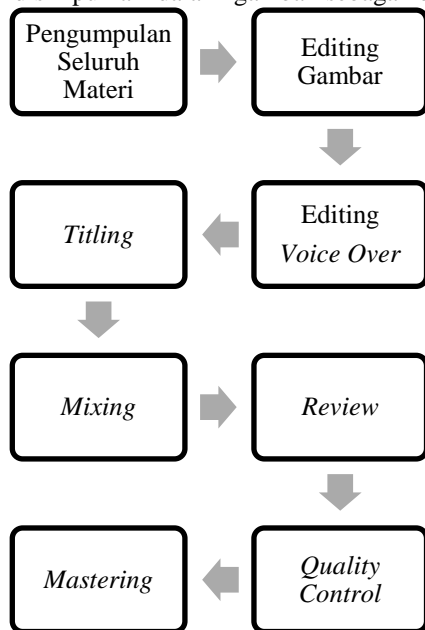 Pengumpulan
Seluruh
Materi
Editing
Gambar
Editing
Voice Over
Titling
Mixing
Review
Quality
Control
Mastering